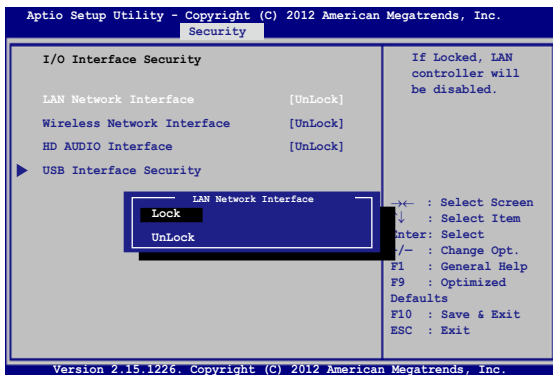 Aptio Setup Utility - Copyright (C) 2012 American Megatrends, Inc.
Security
I/O Interface Security
LAN Network Interface [UnLock]
Wireless Network Interface [UnLock]
HD AUDIO Interface [UnLock]
USB Interface Security
LAN Network Interface
Lock
UnLock
If Locked, LAN
controller will
be disabled.
→← : Select Screen
↑↓ : Select Item
Enter: Select
+/— : Change Opt.
F1 : General Help
F9 : Optimized
Defaults
F10 : Save & Exit
ESC : Exit
Version 2.15.1226. Copyright (C) 2012 American Megatrends, Inc.